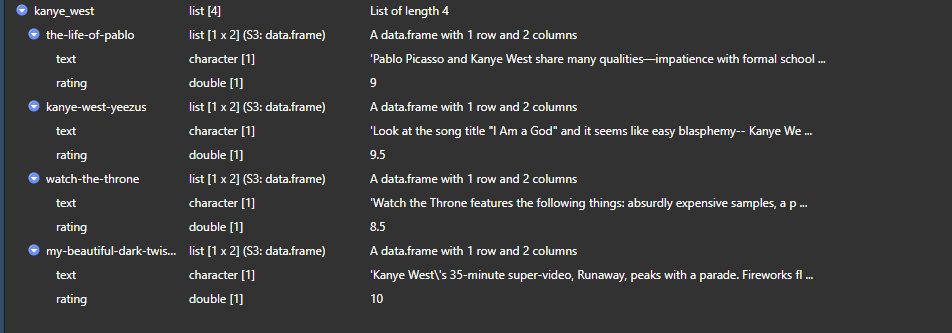 kanye_west list [4] List of length 4
the-life-of-pablo list [1 x 2] (S3: data.frame) A data.frame with 1 row and 2 columns
text character [1] 'Pablo Picasso and Kanye West share many qualities—impatience with formal school ...
rating double [1] 9
kanye-west-yeezus list [1 x 2] (S3: data.frame) A data.frame with 1 row and 2 columns
text character [1] 'Look at the song title "I Am a God" and it seems like easy blasphemy-- Kanye We ...
rating double [1] 9.5
watch-the-throne list [1 x 2] (S3: data.frame) A data.frame with 1 row and 2 columns
text character [1] 'Watch the Throne features the following things: absurdly expensive samples, a p ...
rating double [1] 8.5
my-beautiful-dark-twis... list [1 x 2] (S3: data.frame) A data.frame with 1 row and 2 columns
text character [1] 'Kanye West\'s 35-minute super-video, Runaway, peaks with a parade. Fireworks fl ...
rating double [1] 10